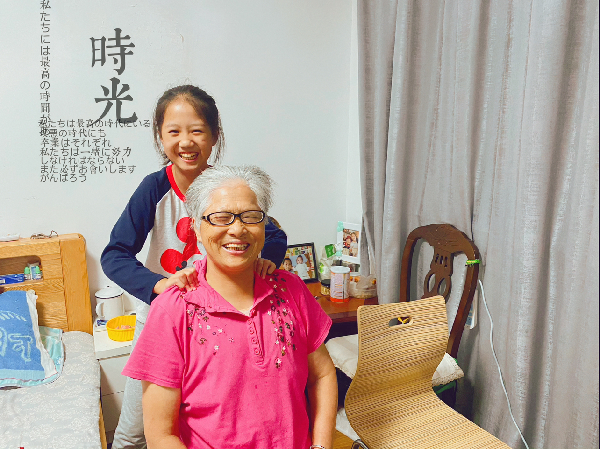 私たちには最高の時間が
時光
私たちは最高の時代にいる
最悪の時代にち
卒業はそれぞれ
私たちは一緒に努力
しなければならない
また必ずお会いします
がんばろう